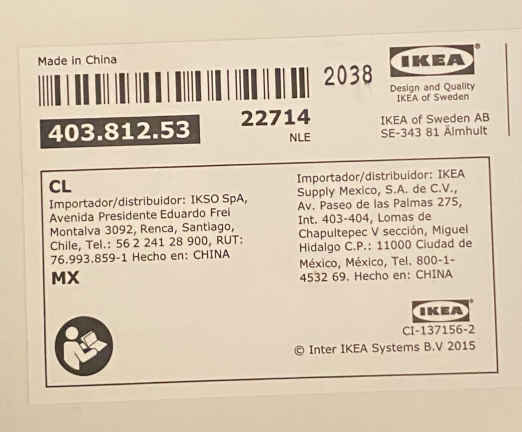 Made in China
2038
IKEA®
Design and Quality
IKEA of Sweden
403.812.53
22714
NLE
IKEA of Sweden AB
SE-343 81 Älmhult
CL
Importador/distribuidor: IKSO SpA,
Avenida Presidente Eduardo Frei
Montalva 3092, Renca, Santiago,
Chile, Tel.: 56 2 241 28 900, RUT:
76.993.859-1 Hecho en: CHINA
MX
Importador/distribuidor: IKEA
Supply Mexico, S.A. de C.V.,
Av. Paseo de las Palmas 275,
Int. 403-404, Lomas de
Chapultepec V sección, Miguel
Hidalgo C.P.: 11000 Ciudad de
México, México, Tel. 800-1-
4532 69. Hecho en: CHINA
IKEA®
CI-137156-2
© Inter IKEA Systems B.V 2015